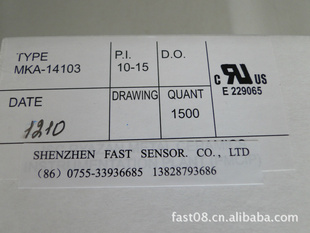 TYPE P.I. D.O.
MKA-14103 10-15
c RU US
E 229065
DATE DRAWING QUANT
1210 1500
SHENZHEN FAST SENSOR. CO., LTD
(86) 0755-33936685 13828793686
fast08.cn.alibaba.com